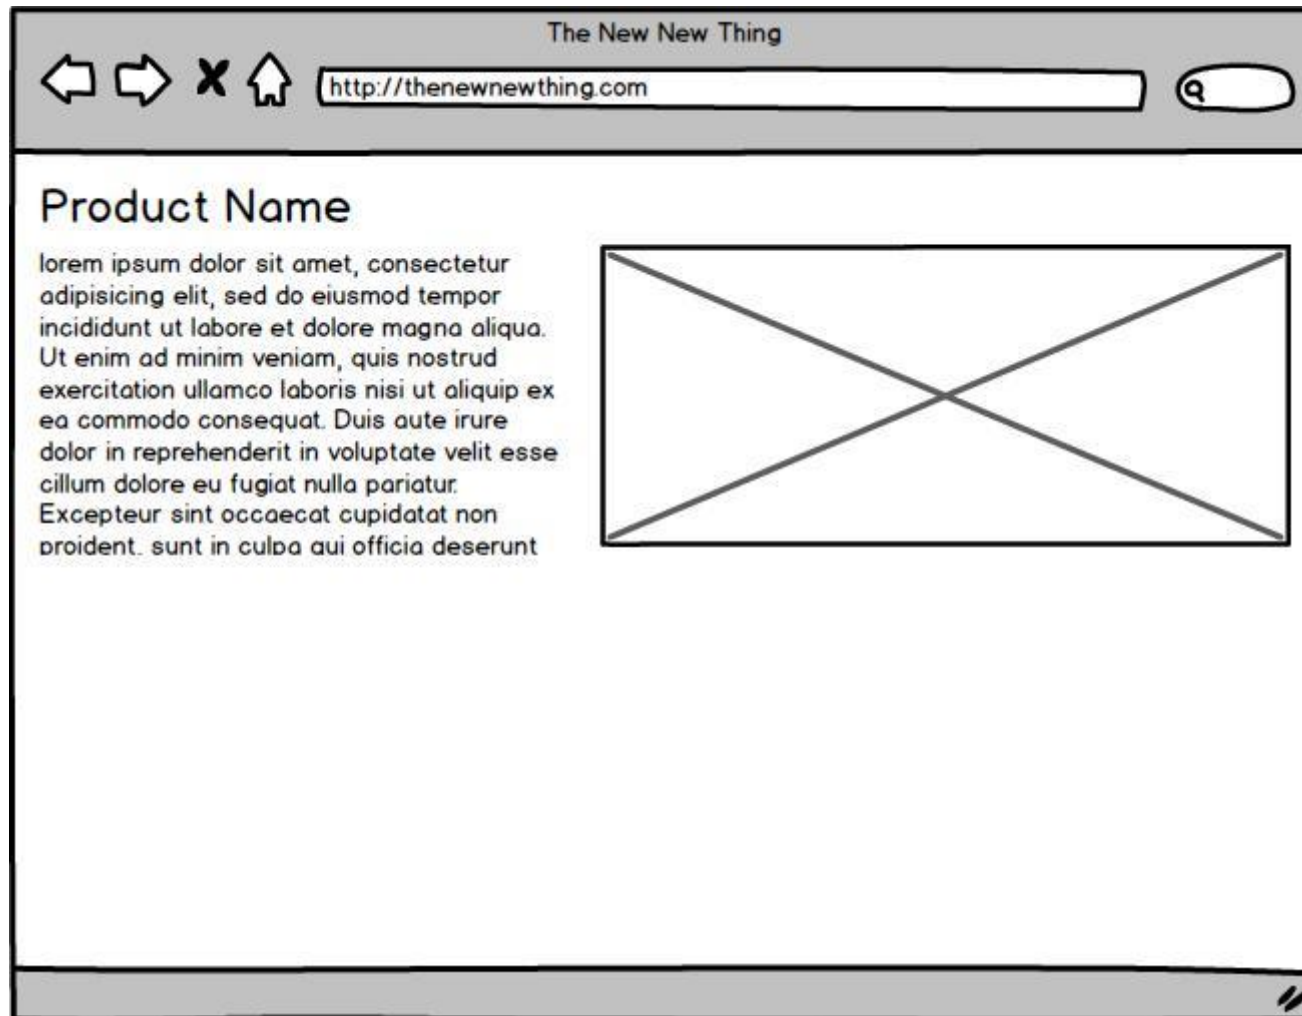 The New New Thing
http://thenewnewthing.com
Product Name
lorem ipsum dolor sit amet, consectetur
adipisicing elit, sed do eiusmod tempor
incididunt ut labore et dolore magna aliqua.
Ut enim ad minim veniam, quis nostrud
exercitation ullamco laboris nisi ut aliquip ex
ea commodo consequat. Duis aute irure
dolor in reprehenderit in voluptate velit esse
cillum dolore eu fugiat nulla pariatur.
Excepteur sint occaecat cupidatat non
proident, sunt in culpa qui officia deserunt